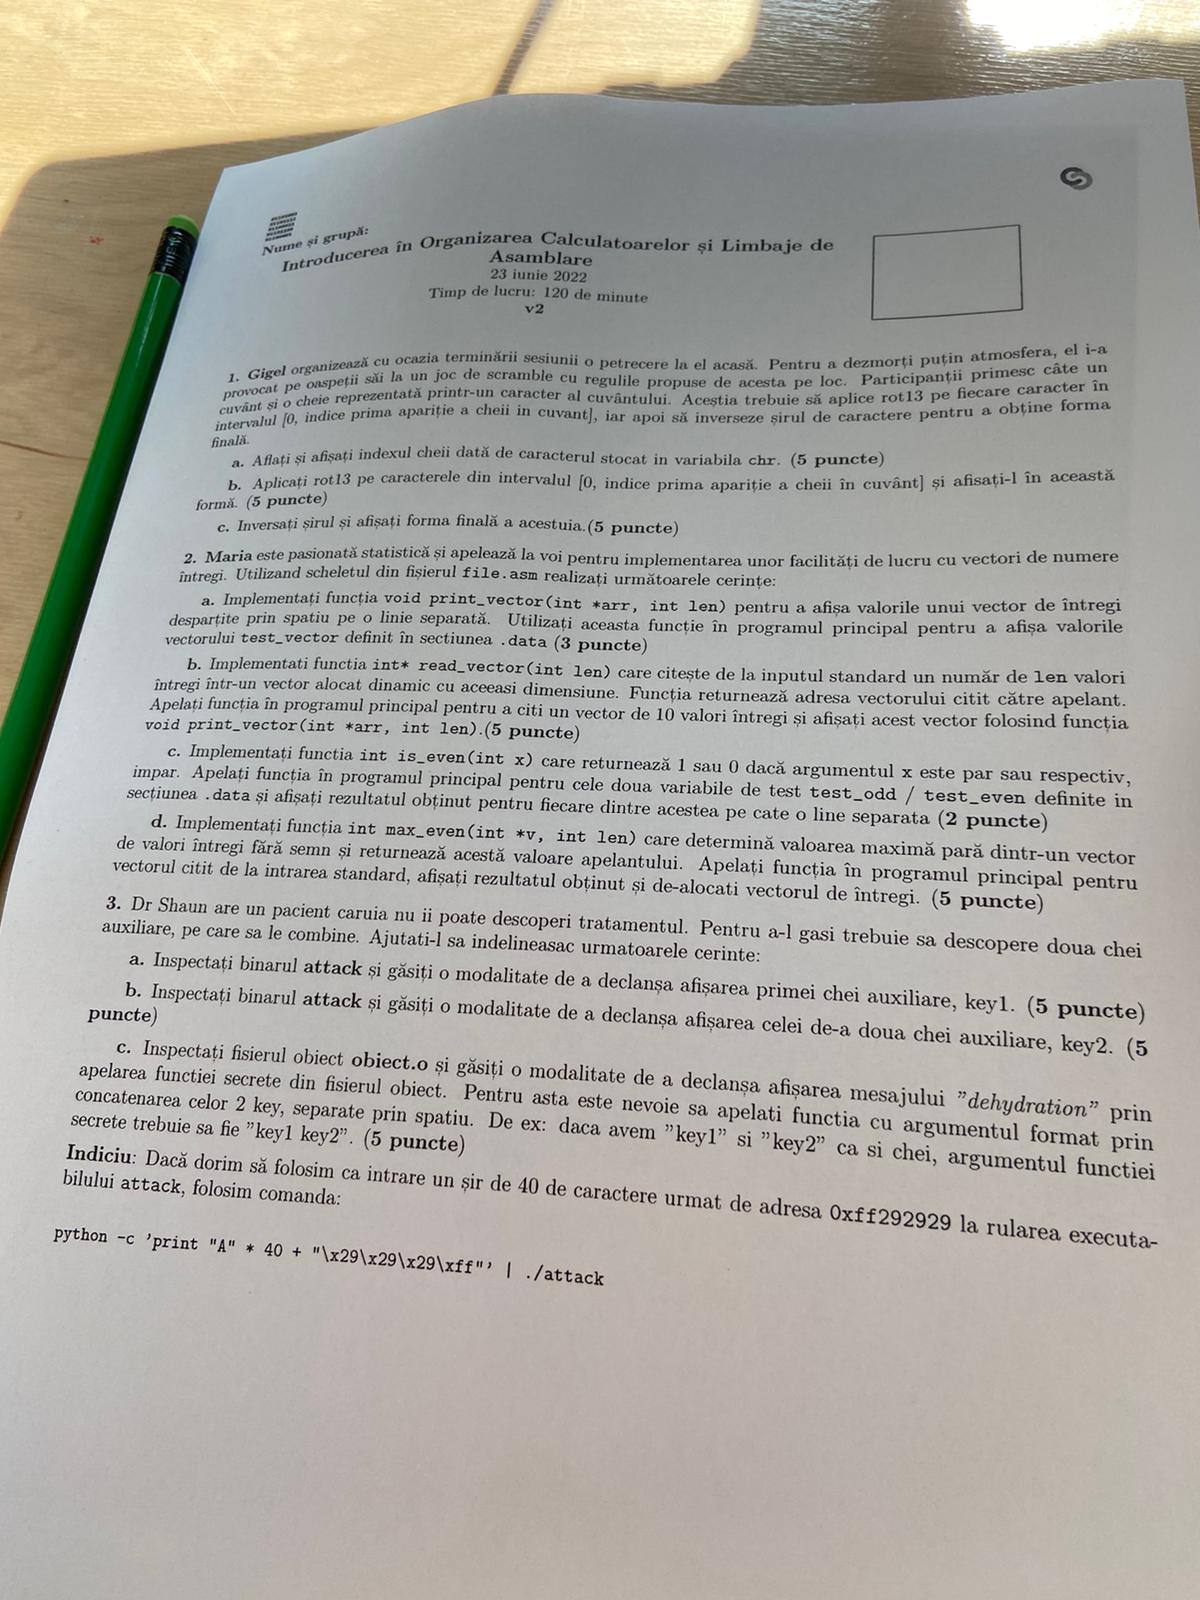 Nume și grupă:
Introducerea în Organizarea Calculatoarelor și Limbaje de
Asamblare
23 iunie 2022
Timp de lucru: 120 de minute
v2
1. Gigel organizează cu ocazia terminării sesiunii o petrecere la el acasă. Pentru a dezmorți puțin atmosfera, el i-a
provocat pe oaspeții săi la un joc de scramble cu regulile propuse de acesta pe loc. Participanții primesc câte un
cuvânt și o cheie reprezentată printr-un caracter al cuvântului. Aceștia trebuie să aplice rot13 pe fiecare caracter în
intervalul [0, indice prima apariție a cheii in cuvant], iar apoi să inverseze șirul de caractere pentru a obține forma
finală.
a. Aflați și afișați indexul cheii dată de caracterul stocat in variabila chr. (5 puncte)
b. Aplicați rot13 pe caracterele din intervalul [0, indice prima apariție a cheii în cuvânt] și afisați-l în această
formă. (5 puncte)
c. Inversați șirul și afișați forma finală a acestuia.(5 puncte)
2. Maria este pasionată statistică și apelează la voi pentru implementarea unor facilități de lucru cu vectori de numere
întregi. Utilizand scheletul din fișierul file.asm realizați următoarele cerințe:
a. Implementați funcția void print_vector(int *arr, int len) pentru a afișa valorile unui vector de întregi
despărțite prin spatiu pe o linie separată. Utilizați aceasta funcție în programul principal pentru a afișa valorile
vectorului test_vector definit în sectiunea .data (3 puncte)
b. Implementati functia int* read_vector(int len) care citește de la inputul standard un număr de len valori
întregi într-un vector alocat dinamic cu aceeasi dimensiune. Funcția returnează adresa vectorului citit către apelant.
Apelați funcția în programul principal pentru a citi un vector de 10 valori întregi și afișați acest vector folosind funcția
void print_vector(int *arr, int len).(5 puncte)
c. Implementați functia int is_even(int x) care returnează 1 sau 0 dacă argumentul x este par sau respectiv,
impar. Apelați funcția în programul principal pentru cele doua variabile de test test_odd / test_even definite in
secțiunea .data și afișați rezultatul obținut pentru fiecare dintre acestea pe cate o line separata (2 puncte)
d. Implementați funcția int max_even(int *v, int len) care determină valoarea maximă pară dintr-un vector
de valori întregi fără semn și returnează acestă valoare apelantului. Apelați funcția în programul principal pentru
vectorul citit de la intrarea standard, afișați rezultatul obținut și de-alocati vectorul de întregi. (5 puncte)
3. Dr Shaun are un pacient caruia nu ii poate descoperi tratamentul. Pentru a-l gasi trebuie sa descopere doua chei
auxiliare, pe care sa le combine. Ajutati-l sa indelineasac urmatoarele cerinte:
a. Inspectați binarul attack și găsiți o modalitate de a declanșa afișarea primei chei auxiliare, key1. (5 puncte)
b. Inspectați binarul attack și găsiți o modalitate de a declanșa afișarea celei de-a doua chei auxiliare, key2. (5
puncte)
c. Inspectați fisierul obiect obiect.o și găsiți o modalitate de a declanșa afișarea mesajului "dehydration" prin
apelarea functiei secrete din fisierul obiect. Pentru asta este nevoie sa apelati functia cu argumentul format prin
concatenarea celor 2 key, separate prin spatiu. De ex: daca avem "key1" si "key2" ca si chei, argumentul functiei
secrete trebuie sa fie "key1 key2". (5 puncte)
Indiciu: Dacă dorim să folosim ca intrare un șir de 40 de caractere urmat de adresa 0xff292929 la rularea executa-
bilului attack, folosim comanda:
python -c 'print "A" * 40 + "\x29\x29\x29\xff"' | ./attack